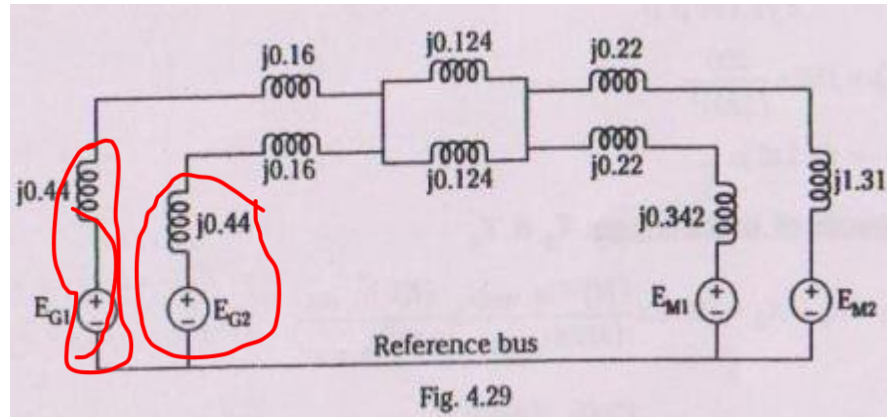 j0.16
j0.124
j0.22
j0.16
j0.124
j0.22
j0.44
j0.44
j0.342
j1.31
E_G1
E_G2
E_M1
E_M2
Reference bus
Fig. 4.29